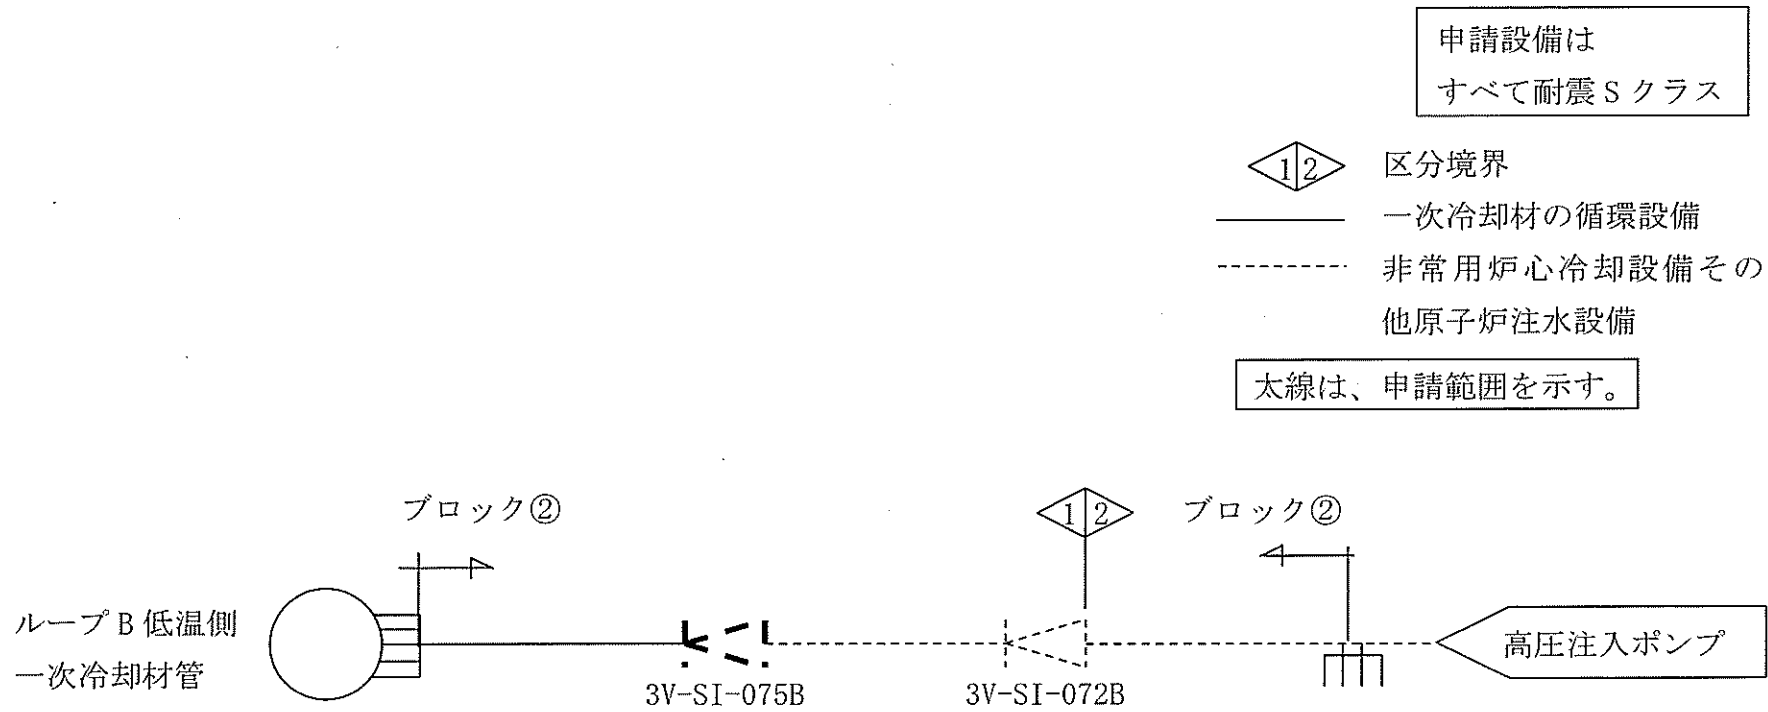 申請設備は
すべて耐震Sクラス
1 2 区分境界
一次冷却材の循環設備
非常用炉心冷却設備その
他原子炉注水設備
太線は、申請範囲を示す。
ブロック②
1 2
ブロック②
ループB低温側
一次冷却材管
3V-SI-075B
3V-SI-072B
高圧注入ポンプ